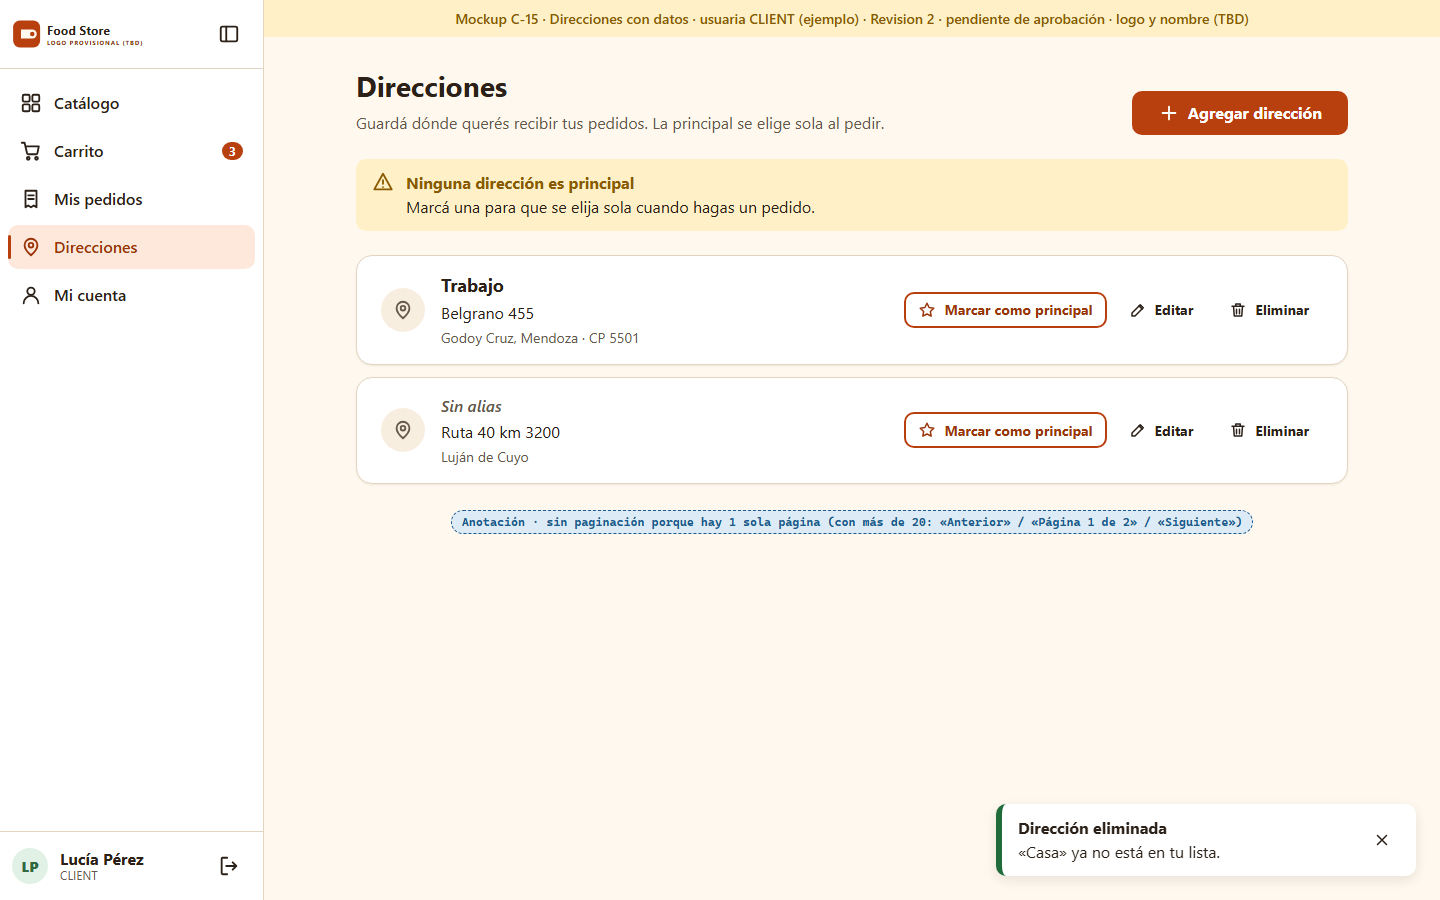 Food Store
LOGO PROVISIONAL (TBD)
Catálogo
Carrito
3
Mis pedidos
Direcciones
Mi cuenta
LP
Lucía Pérez
CLIENT
Mockup C-15 · Direcciones con datos · usuaria CLIENT (ejemplo) · Revision 2 · pendiente de aprobación · logo y nombre (TBD)
Direcciones
Guardá dónde querés recibir tus pedidos. La principal se elige sola al pedir.
Agregar dirección
Ninguna dirección es principal
Marcá una para que se elija sola cuando hagas un pedido.
Trabajo
Belgrano 455
Godoy Cruz, Mendoza · CP 5501
Marcar como principal
Editar
Eliminar
Sin alias
Ruta 40 km 3200
Luján de Cuyo
Marcar como principal
Editar
Eliminar
Anotación · sin paginación porque hay 1 sola página (con más de 20: «Anterior» / «Página 1 de 2» / «Siguiente»)
Dirección eliminada
«Casa» ya no está en tu lista.